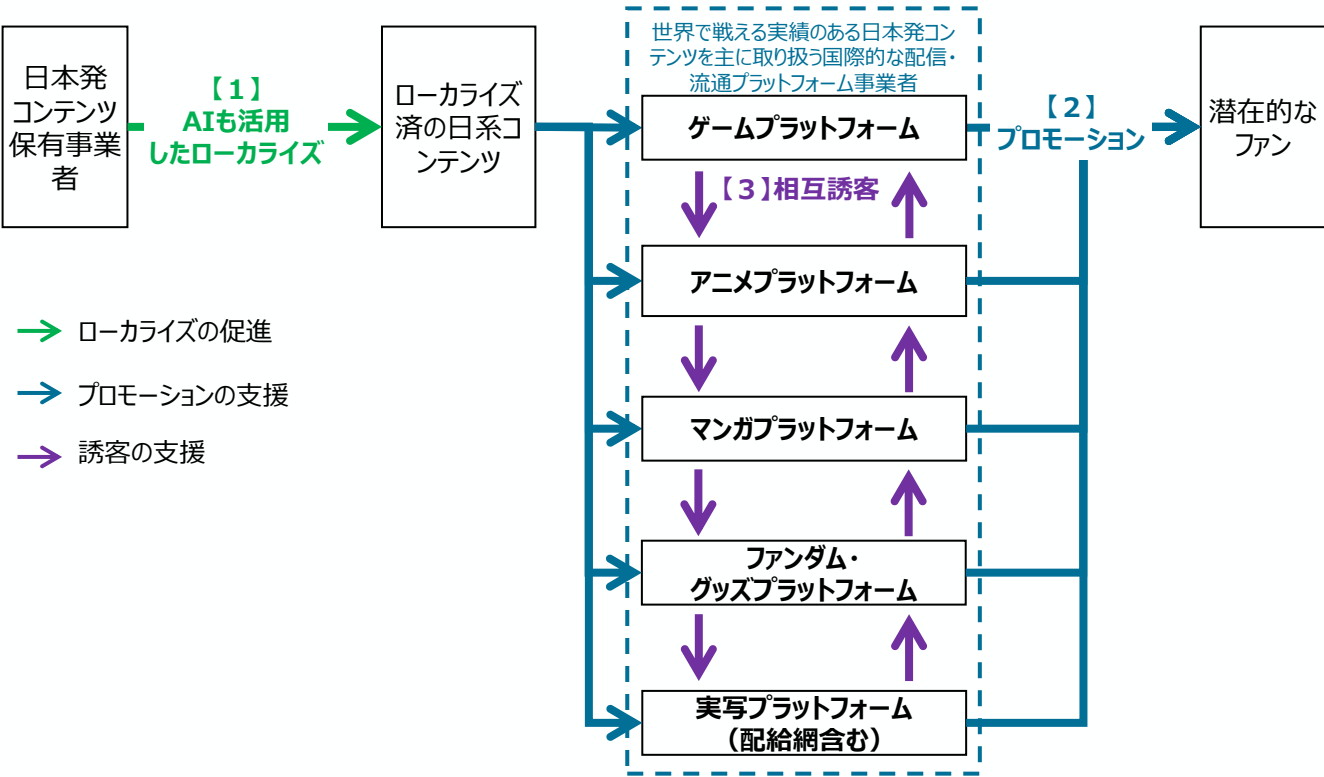 世界で戦える実績のある日本発コン
テンツを主に取り扱う国際的な配信・
流通プラットフォーム事業者
日本発
コンテンツ
保有事業
者
【1】
AIも活用
したローカライズ
ローカライズ
済の日系コ
ンテンツ
ゲームプラットフォーム
【2】
プロモーション
潜在的な
ファン
【3】相互誘客
アニメプラットフォーム
マンガプラットフォーム
ファンダム・
グッズプラットフォーム
実写プラットフォーム
（配給網含む）
ローカライズの促進
プロモーションの支援
誘客の支援